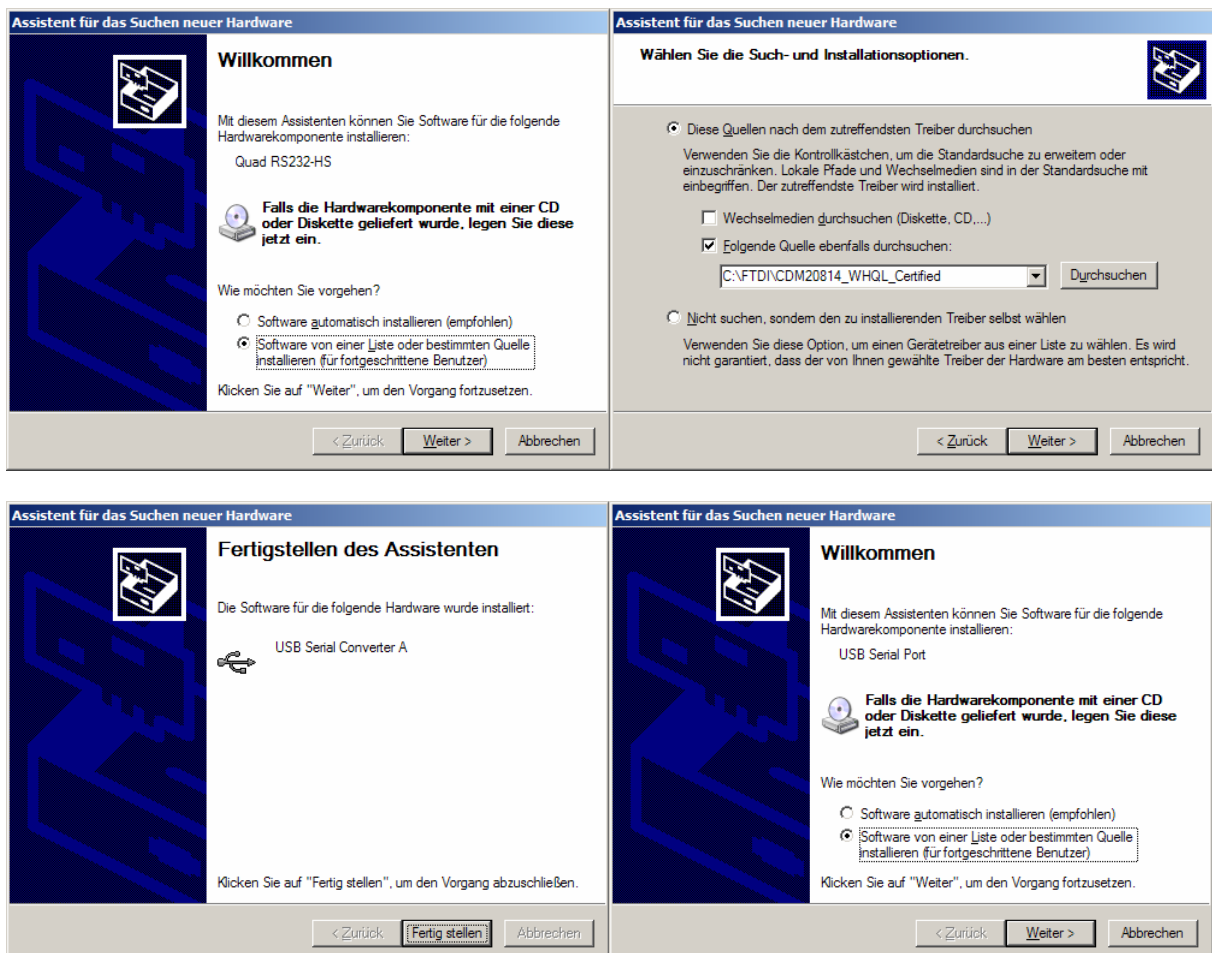 Assistent für das Suchen neuer Hardware
Willkommen
Mit diesem Assistenten können Sie Software für die folgende
Hardwarekomponente installieren:
Quad RS232-HS
Falls die Hardwarekomponente mit einer CD
oder Diskette geliefert wurde, legen Sie diese
jetzt ein.
Wie möchten Sie vorgehen?
Software automatisch installieren (empfohlen)
Software von einer Liste oder bestimmten Quelle
installieren (für fortgeschrittene Benutzer)
Klicken Sie auf "Weiter", um den Vorgang fortzusetzen.
< Zurück Weiter > Abbrechen
Assistent für das Suchen neuer Hardware
Wählen Sie die Such- und Installationsoptionen.
Diese Quellen nach dem zutreffendsten Treiber durchsuchen
Verwenden Sie die Kontrollkästchen, um die Standardsuche zu erweitern oder
einzuschränken. Lokale Pfade und Wechselmedien sind in der Standardsuche mit
einbegriffen. Der zutreffendste Treiber wird installiert.
Wechselmedien durchsuchen (Diskette, CD,...)
Folgende Quelle ebenfalls durchsuchen:
C:\FTDI\CDM20814_WHQL_Certified Durchsuchen
Nicht suchen, sondern den zu installierenden Treiber selbst wählen
Verwenden Sie diese Option, um einen Gerätetreiber aus einer Liste zu wählen. Es wird
nicht garantiert, dass der von Ihnen gewählte Treiber der Hardware am besten entspricht.
< Zurück Weiter > Abbrechen
Assistent für das Suchen neuer Hardware
Fertigstellen des Assistenten
Die Software für die folgende Hardware wurde installiert:
USB Serial Converter A
Klicken Sie auf "Fertig stellen", um den Vorgang abzuschließen.
< Zurück Fertig stellen Abbrechen
Assistent für das Suchen neuer Hardware
Willkommen
Mit diesem Assistenten können Sie Software für die folgende
Hardwarekomponente installieren:
USB Serial Port
Falls die Hardwarekomponente mit einer CD
oder Diskette geliefert wurde, legen Sie diese
jetzt ein.
Wie möchten Sie vorgehen?
Software automatisch installieren (empfohlen)
Software von einer Liste oder bestimmten Quelle
installieren (für fortgeschrittene Benutzer)
Klicken Sie auf "Weiter", um den Vorgang fortzusetzen.
< Zurück Weiter > Abbrechen